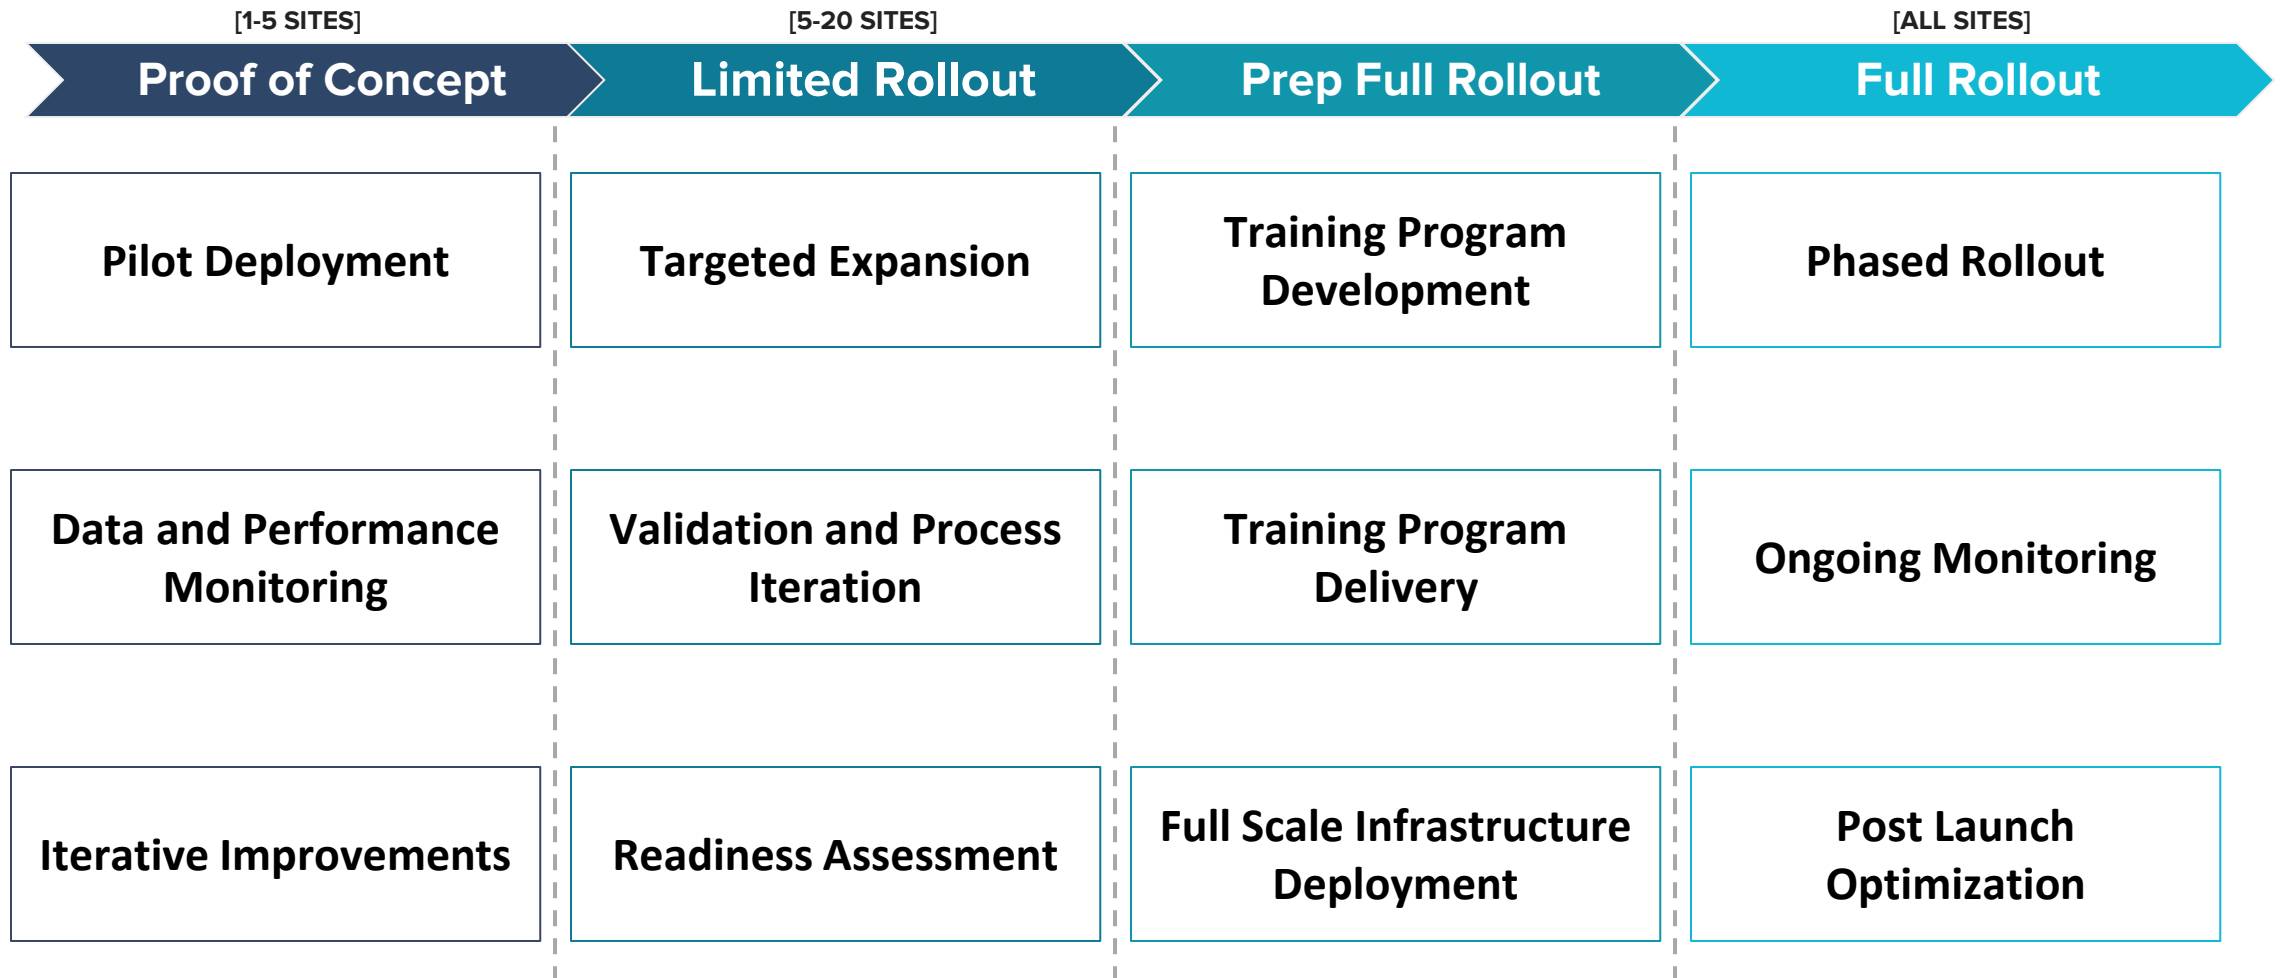 [1-5 SITES]
[5-20 SITES]
[ALL SITES]
Proof of Concept
Limited Rollout
Prep Full Rollout
Full Rollout
Pilot Deployment
Targeted Expansion
Training Program
Development
Phased Rollout
Data and Performance
Monitoring
Validation and Process
Iteration
Training Program
Delivery
Ongoing Monitoring
Iterative Improvements
Readiness Assessment
Full Scale Infrastructure
Deployment
Post Launch
Optimization